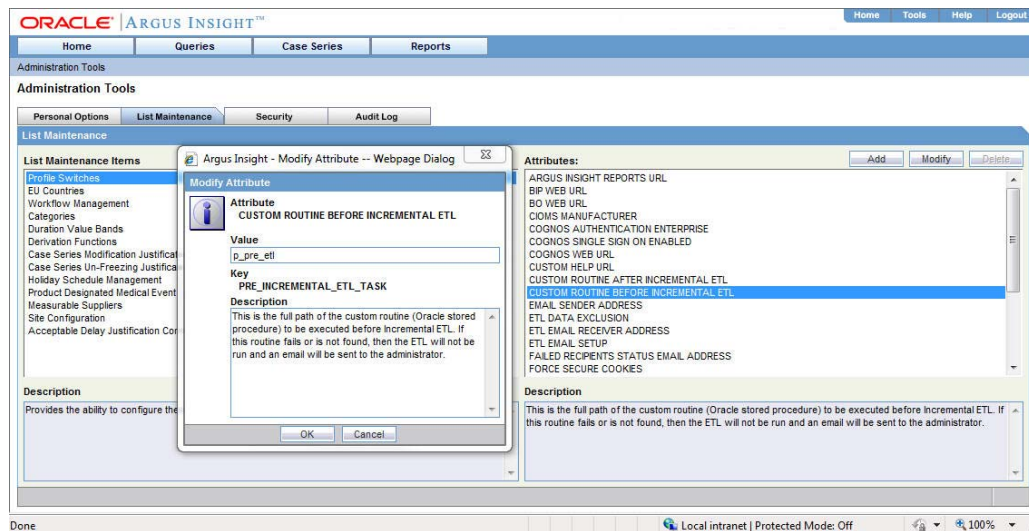 ORACLE® ARGUS INSIGHT™
Home Tools Help Logout
Home Queries Case Series Reports
Administration Tools
Administration Tools
Personal Options List Maintenance Security Audit Log
List Maintenance
List Maintenance Items
Profile Switches
EU Countries
Workflow Management
Categories
Duration Value Bands
Derivation Functions
Case Series Modification Justificat
Case Series Un-Freezing Justifica
Holiday Schedule Management
Product Designated Medical Event
Measurable Suppliers
Site Configuration
Acceptable Delay Justification Con
Description
Provides the ability to configure the
Argus Insight - Modify Attribute -- Webpage Dialog
Modify Attribute
Attribute
CUSTOM ROUTINE BEFORE INCREMENTAL ETL
Value
p_pre_etl
Key
PRE_INCREMENTAL_ETL_TASK
Description
This is the full path of the custom routine (Oracle stored
procedure) to be executed before Incremental ETL. If
this routine fails or is not found, then the ETL will not be
run and an email will be sent to the administrator.
OK Cancel
Attributes:
Add Modify Delete
ARGUS INSIGHT REPORTS URL
BIP WEB URL
BO WEB URL
CIOMS MANUFACTURER
COGNOS AUTHENTICATION ENTERPRISE
COGNOS SINGLE SIGN ON ENABLED
COGNOS WEB URL
CUSTOM HELP URL
CUSTOM ROUTINE AFTER INCREMENTAL ETL
CUSTOM ROUTINE BEFORE INCREMENTAL ETL
EMAIL SENDER ADDRESS
ETL DATA EXCLUSION
ETL EMAIL RECEIVER ADDRESS
ETL EMAIL SETUP
FAILED RECIPIENTS STATUS EMAIL ADDRESS
FORCE SECURE COOKIES
Description
This is the full path of the custom routine (Oracle stored procedure) to be executed before Incremental ETL. If
this routine fails or is not found, then the ETL will not be run and an email will be sent to the administrator.
Done
Local intranet | Protected Mode: Off
100%